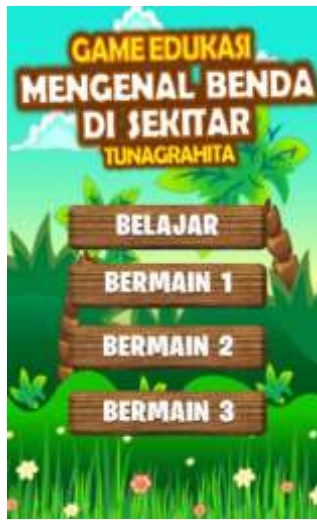 GAME EDUKASI
MENGENAL BENDA
DI SEKITAR
TUNAGRAHITA
BELAJAR
BERMAIN 1
BERMAIN 2
BERMAIN 3